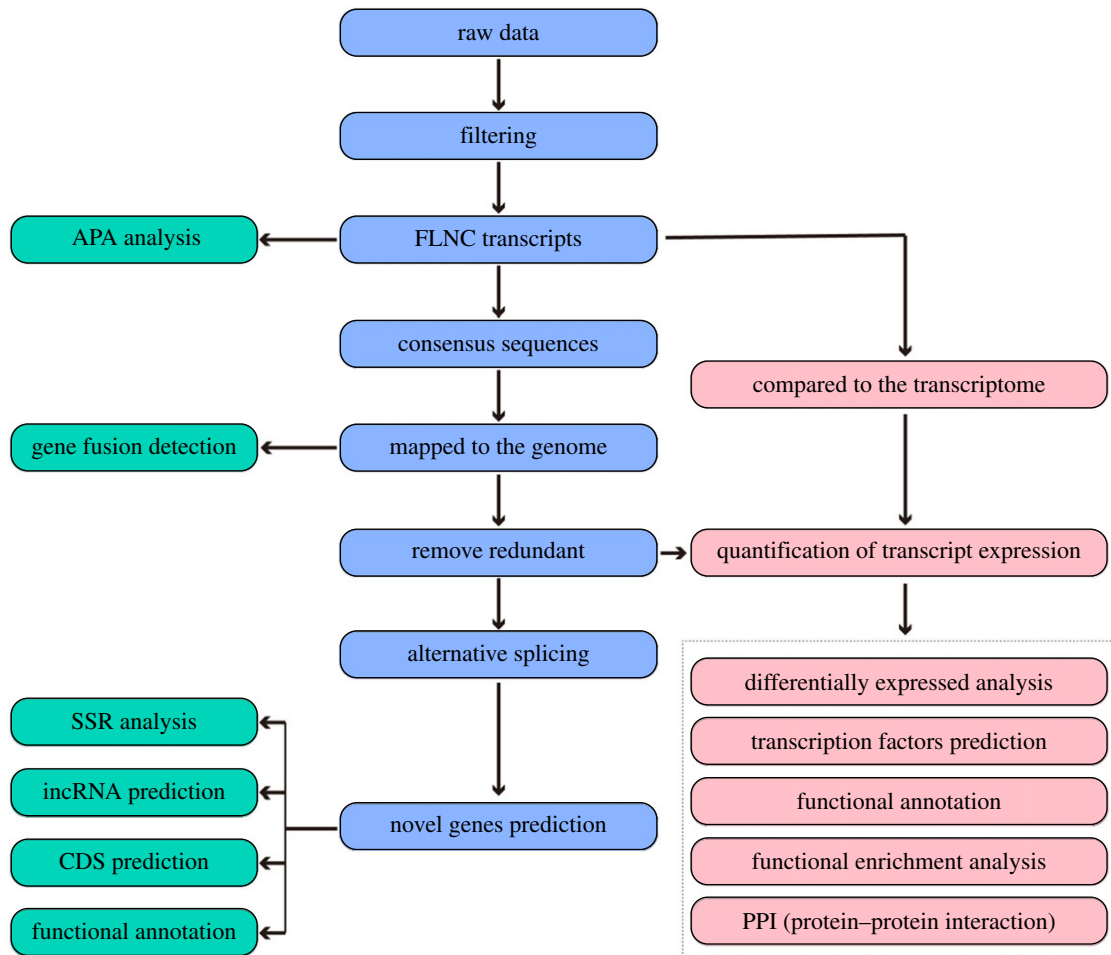 raw data
filtering
APA analysis
FLNC transcripts
consensus sequences
compared to the transcriptome
gene fusion detection
mapped to the genome
remove redundant
quantification of transcript expression
alternative splicing
differentially expressed analysis
SSR analysis
transcription factors prediction
incRNA prediction
functional annotation
novel genes prediction
CDS prediction
functional enrichment analysis
functional annotation
PPI (protein–protein interaction)